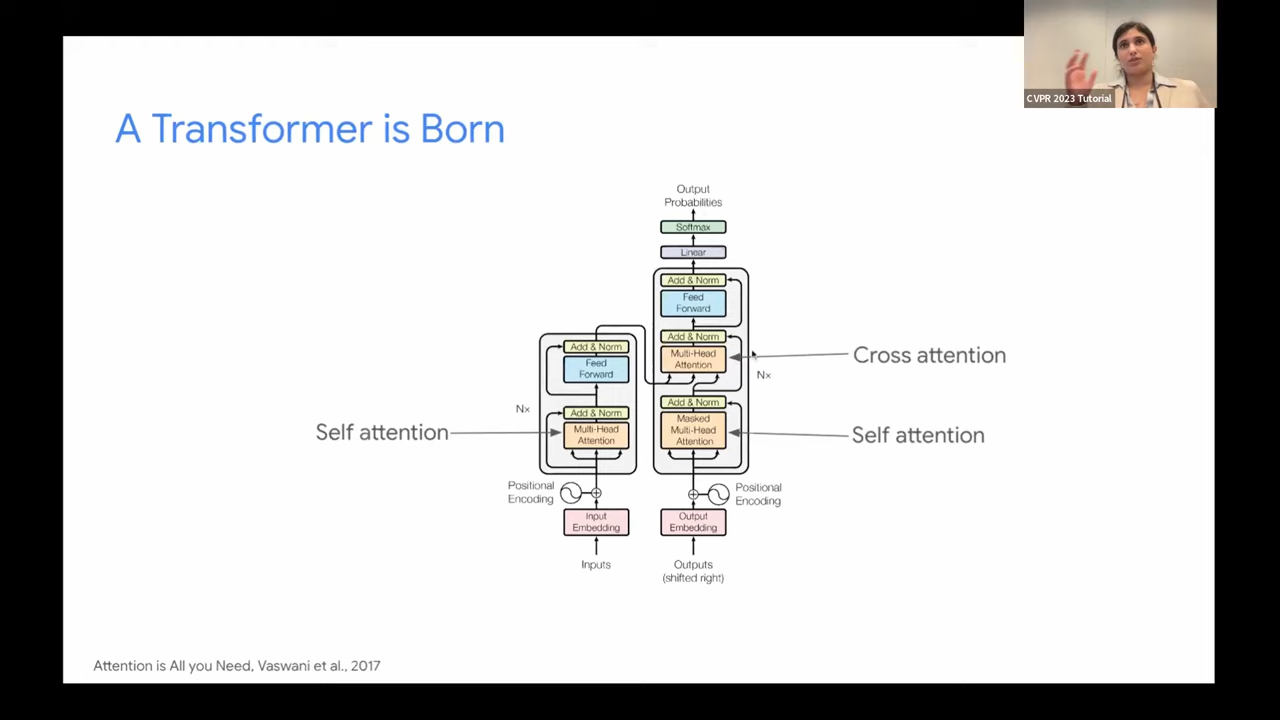 CVPR 2023 Tutorial
A Transformer is Born
Output
Probabilities
Softmax
Linear
Add & Norm
Feed
Forward
Add & Norm
Multi-Head
Attention
Cross attention
Nx
Add & Norm
Masked
Multi-Head
Attention
Self attention
Add & Norm
Feed
Forward
Nx
Add & Norm
Multi-Head
Attention
Self attention
Positional
Encoding
Positional
Encoding
Input
Embedding
Output
Embedding
Inputs
Outputs
(shifted right)
Attention is All you Need, Vaswani et al., 2017